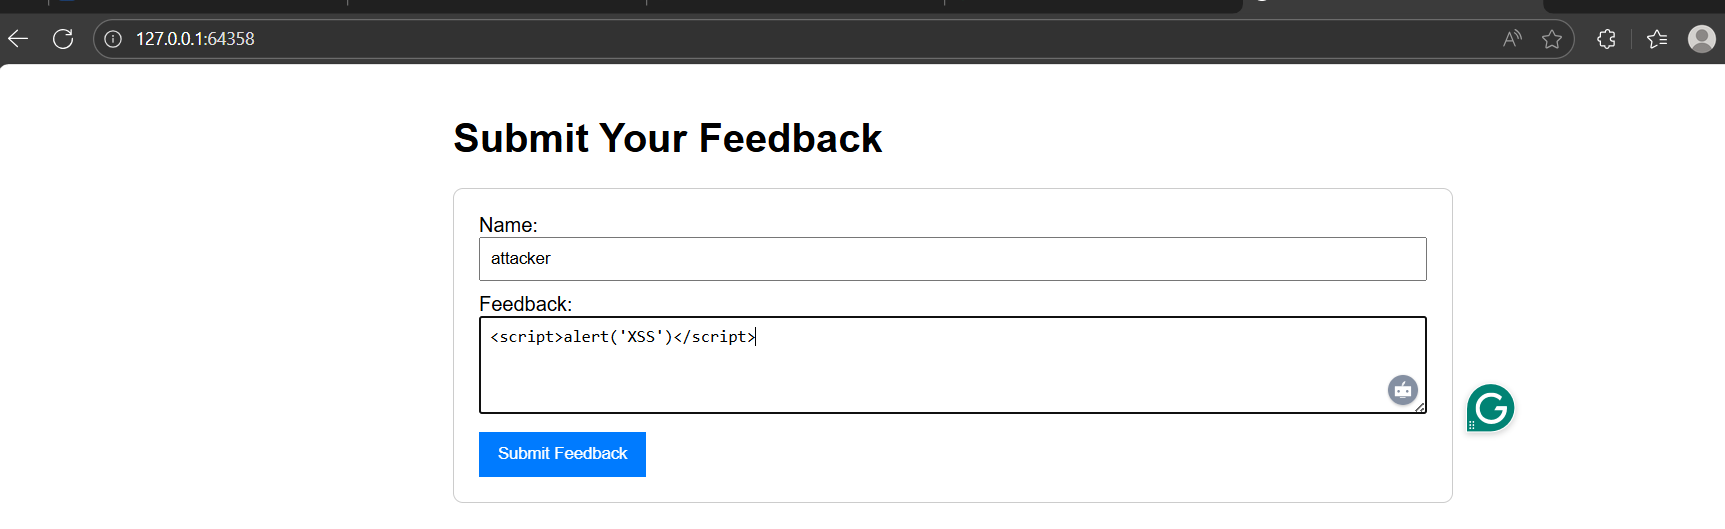 127.0.0.1:64358
Submit Your Feedback
Name:
attacker
Feedback:
<script>alert('XSS')</script>
Submit Feedback